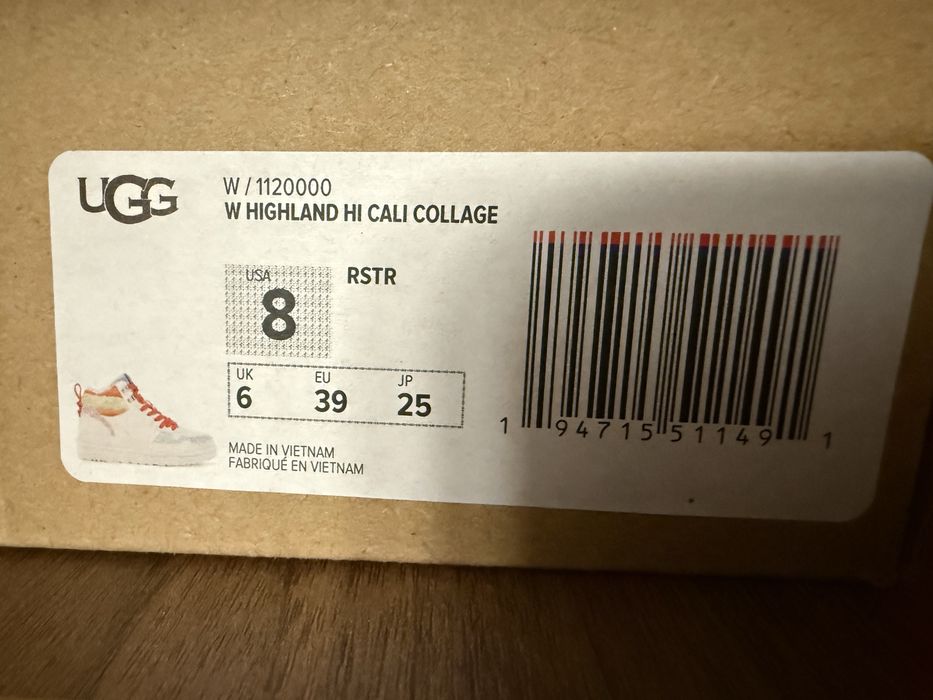 UGG
W / 1120000
W HIGHLAND HI CALI COLLAGE
USA
8
RSTR
UK EU JP
6 39 25
MADE IN VIETNAM
FABRIQUÉ EN VIETNAM
1 94715 51149 1